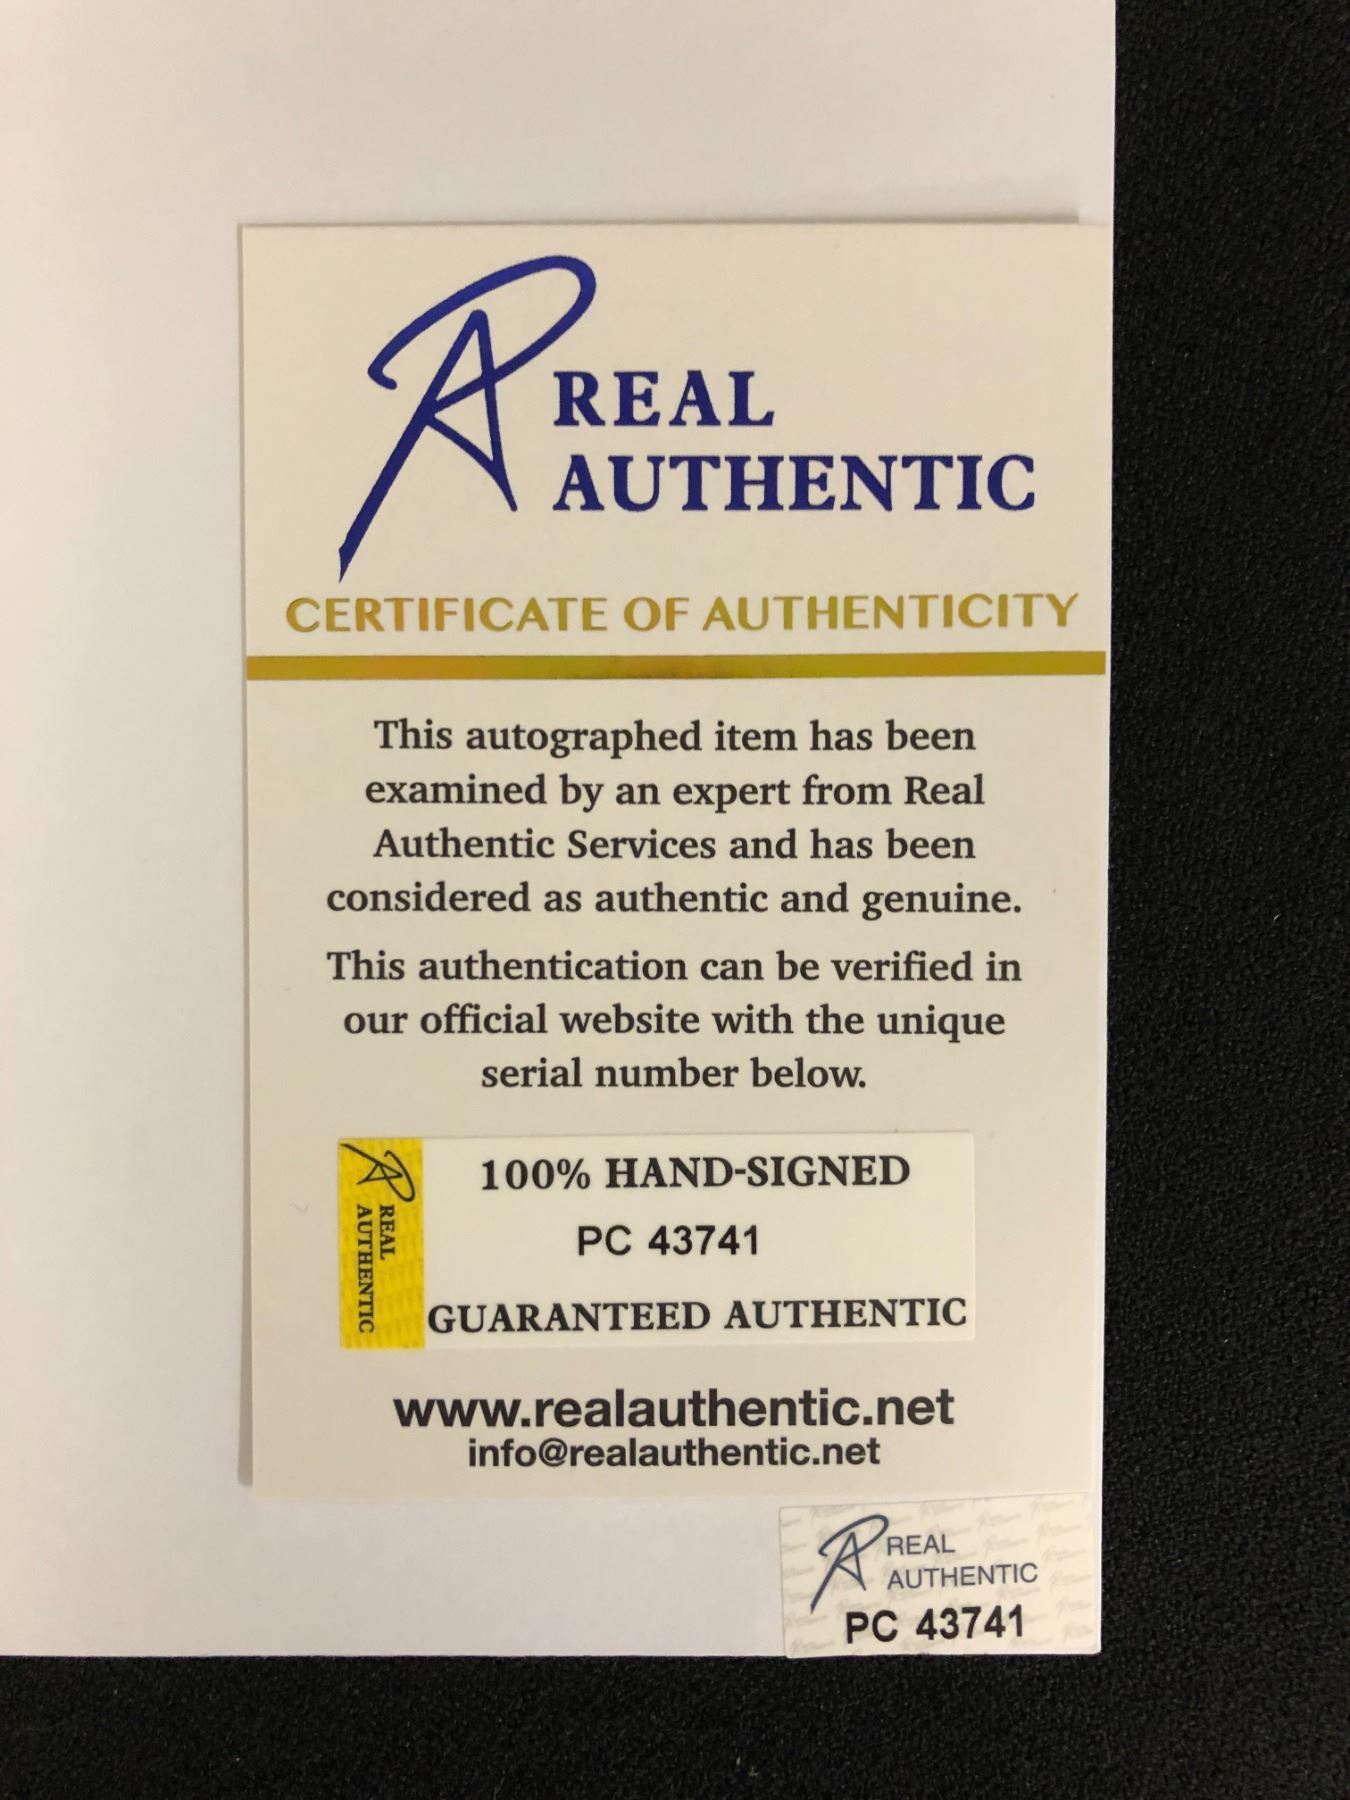 REAL
AUTHENTIC
CERTIFICATE OF AUTHENTICITY
This autographed item has been
examined by an expert from Real
Authentic Services and has been
considered as authentic and genuine.
This authentication can be verified in
our official website with the unique
serial number below.
REAL
AUTHENTIC
100% HAND-SIGNED
PC 43741
GUARANTEED AUTHENTIC
www.realauthentic.net
info@realauthentic.net
REAL
AUTHENTIC
PC 43741